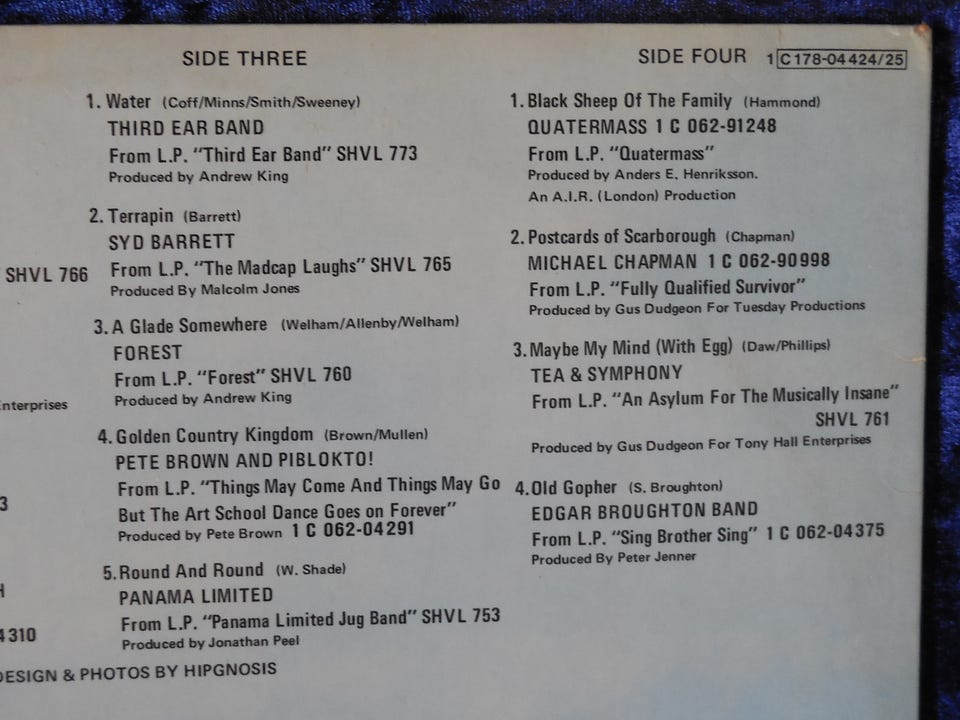 SHVL 766
Enterprises
3
H
4310
DESIGN & PHOTOS BY HIPGNOSIS
SIDE THREE
1. Water (Coff/Minns/Smith/Sweeney)
THIRD EAR BAND
From L.P. "Third Ear Band" SHVL 773
Produced by Andrew King
2. Terrapin (Barrett)
SYD BARRETT
From L.P. "The Madcap Laughs" SHVL 765
Produced By Malcolm Jones
3. A Glade Somewhere (Welham/Allenby/Welham)
FOREST
From L.P. "Forest" SHVL 760
Produced by Andrew King
4. Golden Country Kingdom (Brown/Mullen)
PETE BROWN AND PIBLOKTO!
From L.P. "Things May Come And Things May Go
But The Art School Dance Goes on Forever"
Produced by Pete Brown 1 C 062-04291
5. Round And Round (W. Shade)
PANAMA LIMITED
From L.P. "Panama Limited Jug Band" SHVL 753
Produced by Jonathan Peel
SIDE FOUR 1 C 178-04 424/25
1. Black Sheep Of The Family (Hammond)
QUATERMASS 1 C 062-91248
From L.P. "Quatermass"
Produced by Anders E. Henriksson.
An A.I.R. (London) Production
2. Postcards of Scarborough (Chapman)
MICHAEL CHAPMAN 1 C 062-90998
From L.P. "Fully Qualified Survivor"
Produced by Gus Dudgeon For Tuesday Productions
3. Maybe My Mind (With Egg) (Daw/Phillips)
TEA & SYMPHONY
From L.P. "An Asylum For The Musically Insane"
SHVL 761
Produced by Gus Dudgeon For Tony Hall Enterprises
4. Old Gopher (S. Broughton)
EDGAR BROUGHTON BAND
From L.P. "Sing Brother Sing" 1 C 062-04375
Produced By Peter Jenner